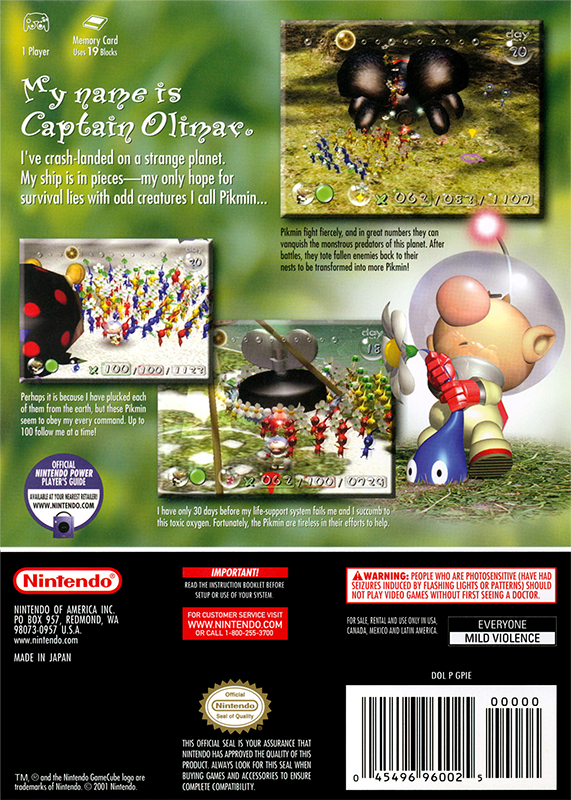 1 Player
Memory Card
Uses 19 Blocks
My name is
Captain Olimar.
I've crash-landed on a strange planet.
My ship is in pieces—my only hope for
survival lies with odd creatures I call Pikmin...
day
20
062/082/1107
Pikmin fight fiercely, and in great numbers they can
vanquish the monstrous predators of this planet. After
battles, they tote fallen enemies back to their
nests to be transformed into more Pikmin!
20
100/100/1127
Perhaps it is because I have plucked each
of them from the earth, but these Pikmin
seem to obey my every command. Up to
100 follow me at a time!
day
18
062/100/0729
I have only 30 days before my life-support system fails me and I succumb to
this toxic oxygen. Fortunately, the Pikmin are tireless in their efforts to help.
OFFICIAL
NINTENDO POWER
PLAYER'S GUIDE
AVAILABLE AT YOUR NEAREST RETAILER!
WWW.NINTENDO.COM
Nintendo®
NINTENDO OF AMERICA INC.
PO BOX 957, REDMOND, WA
98073-0957 U.S.A.
www.nintendo.com
MADE IN JAPAN
IMPORTANT!
READ THE INSTRUCTION BOOKLET BEFORE
SETUP OR USE OF YOUR SYSTEM.
FOR CUSTOMER SERVICE VISIT
WWW.NINTENDO.COM
OR CALL 1-800-255-3700
WARNING: PEOPLE WHO ARE PHOTOSENSITIVE (HAVE HAD
SEIZURES INDUCED BY FLASHING LIGHTS OR PATTERNS) SHOULD
NOT PLAY VIDEO GAMES WITHOUT FIRST SEEING A DOCTOR.
FOR SALE, RENTAL AND USE ONLY IN USA,
CANADA, MEXICO AND LATIN AMERICA.
EVERYONE
MILD VIOLENCE
DOL P GPIE
Official
Nintendo
Seal of Quality
THIS OFFICIAL SEAL IS YOUR ASSURANCE THAT
NINTENDO HAS APPROVED THE QUALITY OF THIS
PRODUCT. ALWAYS LOOK FOR THIS SEAL WHEN
BUYING GAMES AND ACCESSORIES TO ENSURE
COMPLETE COMPATIBILITY.
TM, ® and the Nintendo GameCube logo are
trademarks of Nintendo. © 2001 Nintendo.
00000
0 45496 96002 5